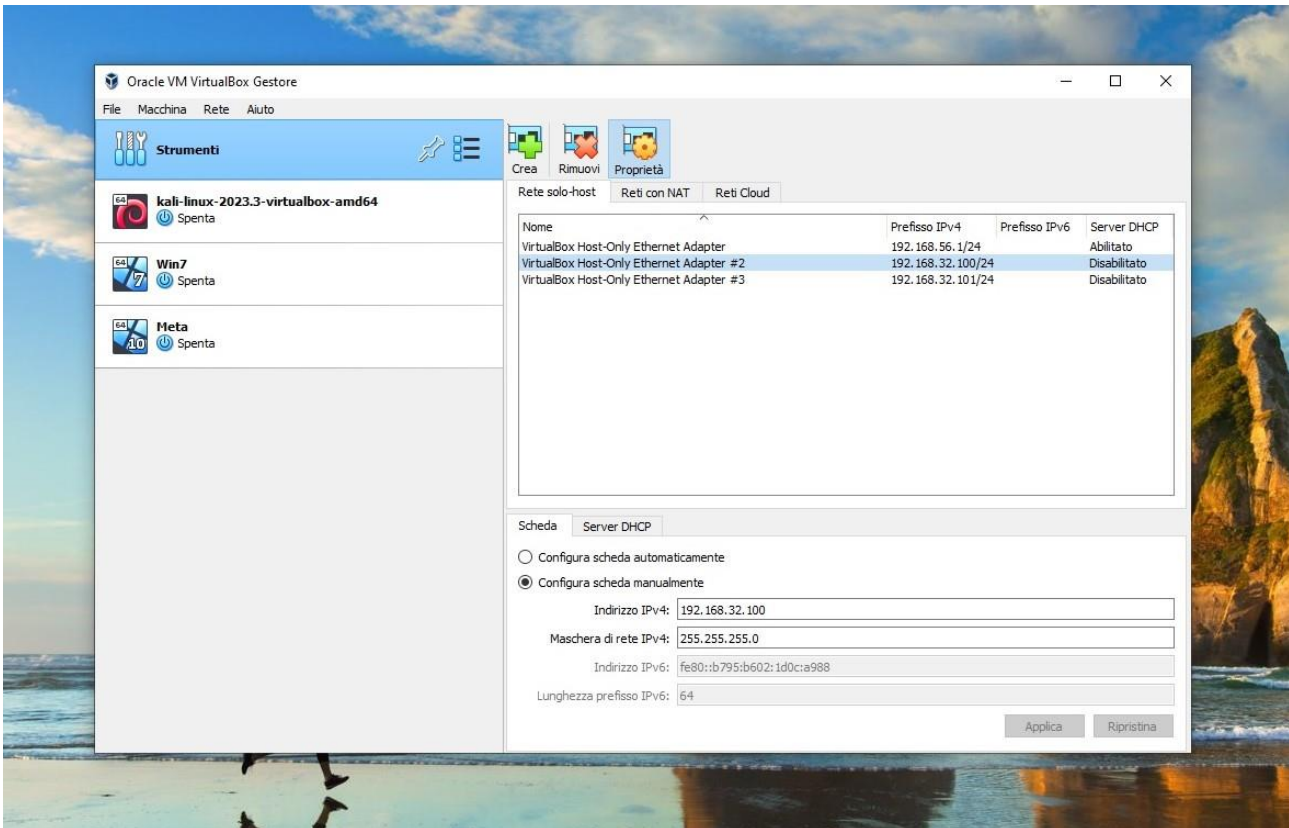 Oracle VM VirtualBox Gestore
File Macchina Rete Aiuto
Strumenti
64
kali-linux-2023.3-virtualbox-amd64
Spenta
64
7
Win7
Spenta
64
10
Meta
Spenta
Crea Rimuovi Proprietà
Rete solo-host Reti con NAT Reti Cloud
Nome Prefisso IPv4 Prefisso IPv6 Server DHCP
VirtualBox Host-Only Ethernet Adapter 192.168.56.1/24 Abilitato
VirtualBox Host-Only Ethernet Adapter #2 192.168.32.100/24 Disabilitato
VirtualBox Host-Only Ethernet Adapter #3 192.168.32.101/24 Disabilitato
Scheda Server DHCP
Configura scheda automaticamente
Configura scheda manualmente
Indirizzo IPv4: 192.168.32.100
Maschera di rete IPv4: 255.255.255.0
Indirizzo IPv6: fe80::b795:b602:1d0c:a988
Lunghezza prefisso IPv6: 64
Applica Ripristina